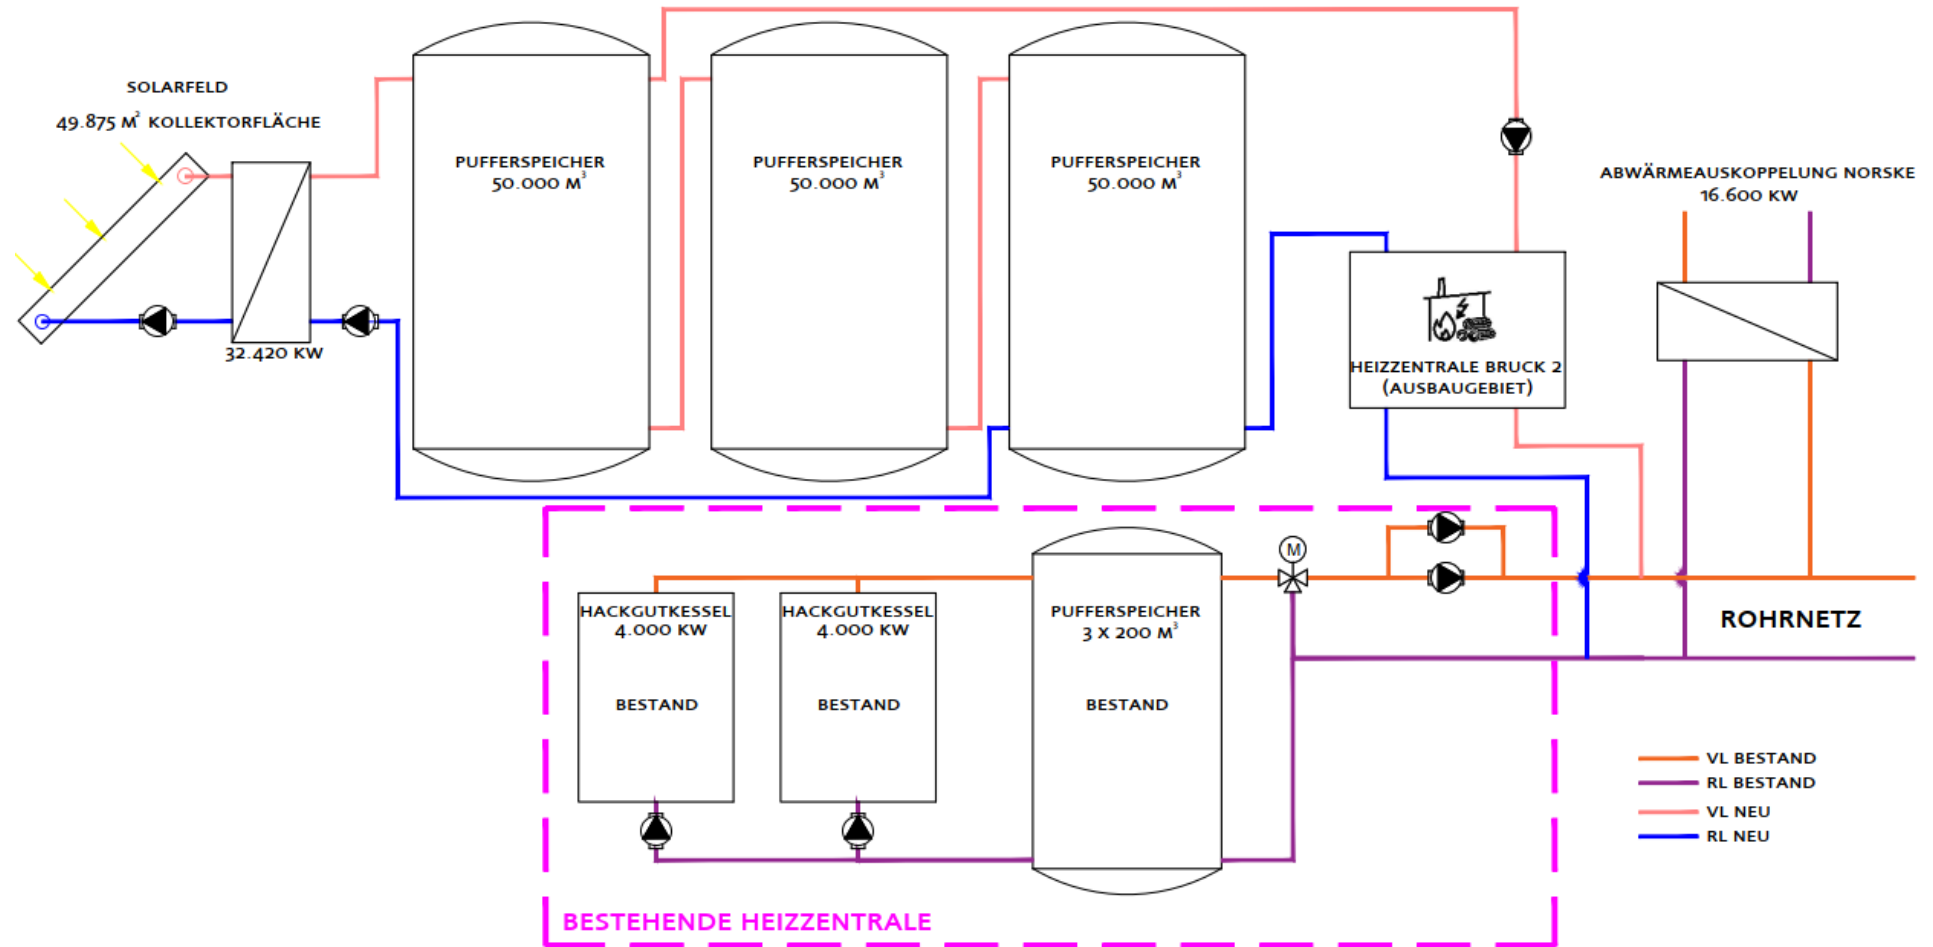 SOLARFELD
49.875 M² KOLLEKTORFLÄCHE
32.420 KW
PUFFERSPEICHER
50.000 M³
PUFFERSPEICHER
50.000 M³
PUFFERSPEICHER
50.000 M³
HEIZZENTRALE BRUCK 2
(AUSBAUGEBIET)
ABWÄRMEAUSKOPPELUNG NORSKE
16.600 KW
HACKGUTKESSEL
4.000 KW
BESTAND
HACKGUTKESSEL
4.000 KW
BESTAND
PUFFERSPEICHER
3 X 200 M³
BESTAND
M
ROHRNETZ
VL BESTAND
RL BESTAND
VL NEU
RL NEU
BESTEHENDE HEIZZENTRALE